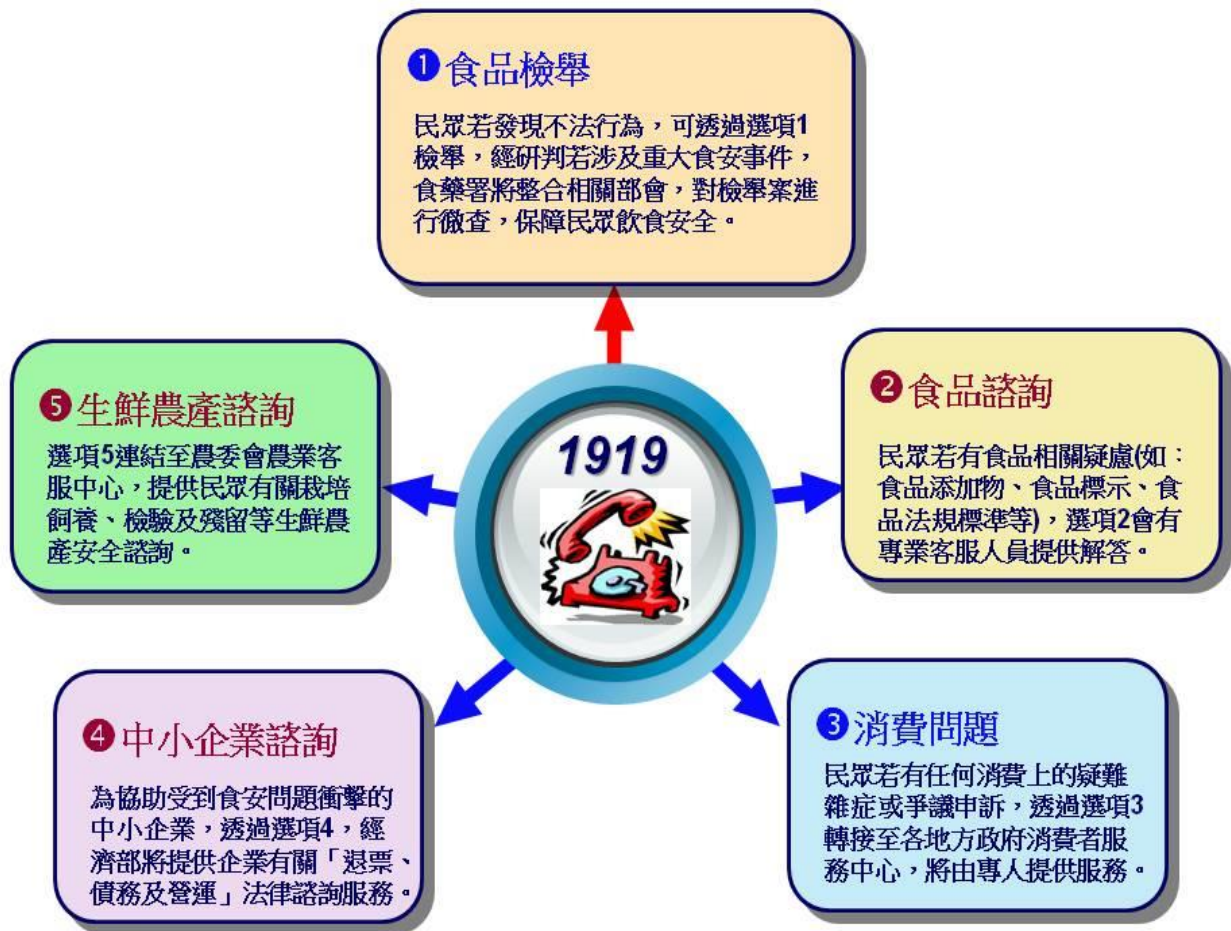 ❶食品檢舉
民眾若發現不法行為，可透過選項1
檢舉，經研判若涉及重大食安事件，
食藥署將整合相關部會，對檢舉案進
行徵查，保障民眾飲食安全。
❷食品諮詢
民眾若有食品相關疑慮(如：
食品添加物、食品標示、食
品法規標準等)，選項2會有
專業客服人員提供解答。
❸消費問題
民眾若有任何消費上的疑難
雜症或爭議申訴，透過選項3
轉接至各地方政府消費者服
務中心，將由專人提供服務。
❹中小企業諮詢
為協助受到食安問題衝擊的
中小企業，透過選項4，經
濟部將提供企業有關「退票、
債務及營運」法律諮詢服務。
❺生鮮農產諮詢
選項5連結至農委會農業客
服中心，提供民眾有關栽培
飼養、檢驗及殘留等生鮮農
產安全諮詢。
1919